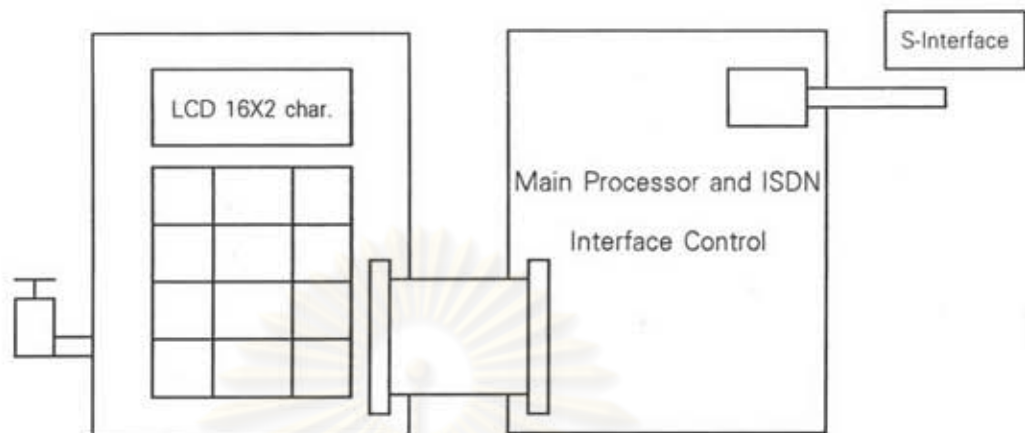 S-Interface
LCD 16X2 char.
Main Processor and ISDN
Interface Control